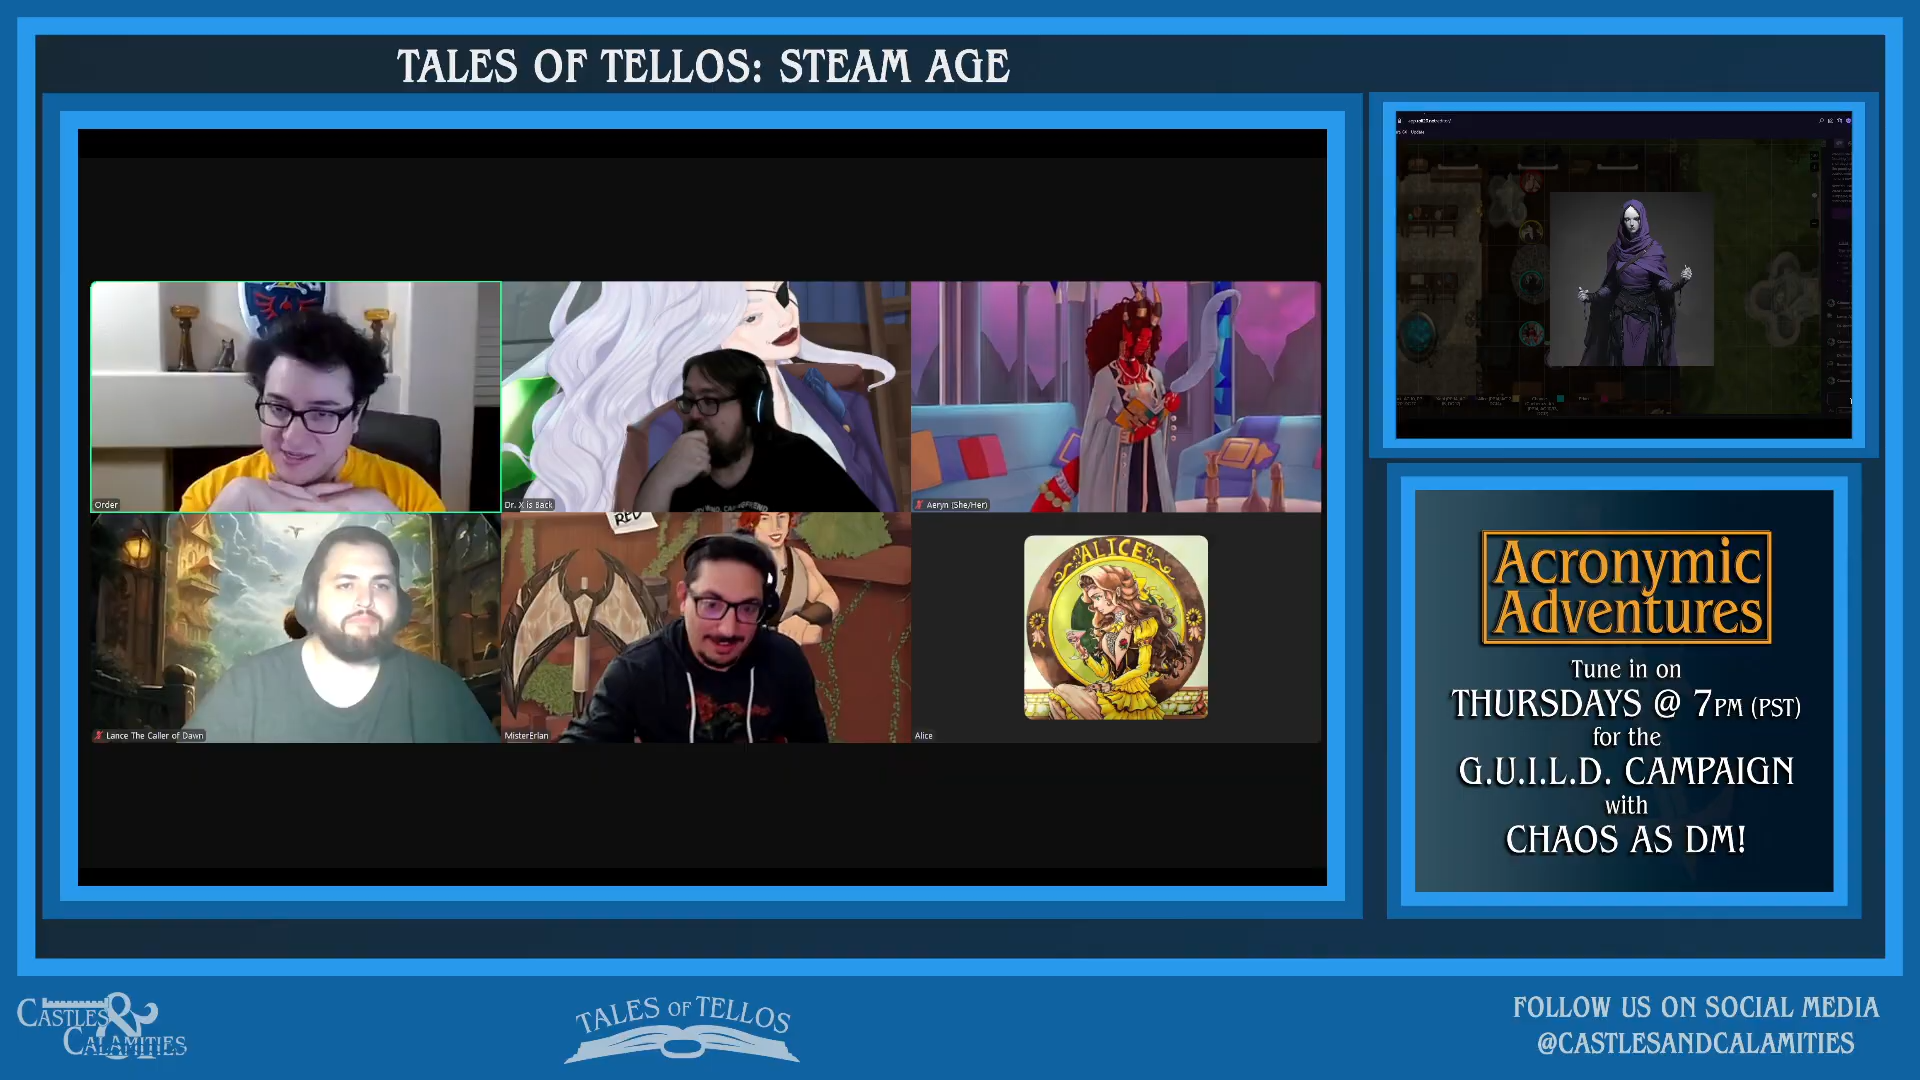 TALES OF TELLOS: STEAM AGE
Order
Dr. X is Back
Aeryn (She/Her)
Lance The Caller of Dawn
RED
MisterErlan
ALICE
Alice
Update
Acronymic
Adventures
Tune in on
THURSDAYS @ 7PM (PST)
for the
G.U.I.L.D. CAMPAIGN
with
CHAOS AS DM!
CASTLES &
CALAMITIES
TALES OF TELLOS
FOLLOW US ON SOCIAL MEDIA
@CASTLESANDCALAMITIES